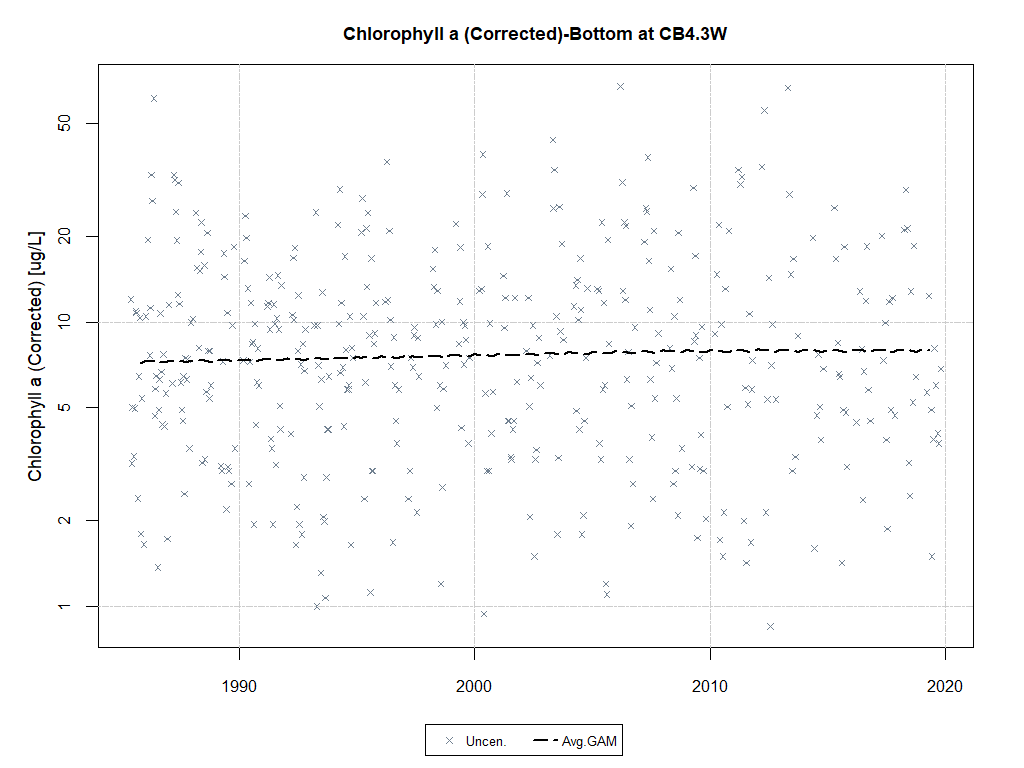 Chlorophyll a (Corrected)-Bottom at CB4.3W
Chlorophyll a (Corrected) [ug/L]
50
20
10
5
2
1
1990 2000 2010 2020
Uncen. Avg.GAM